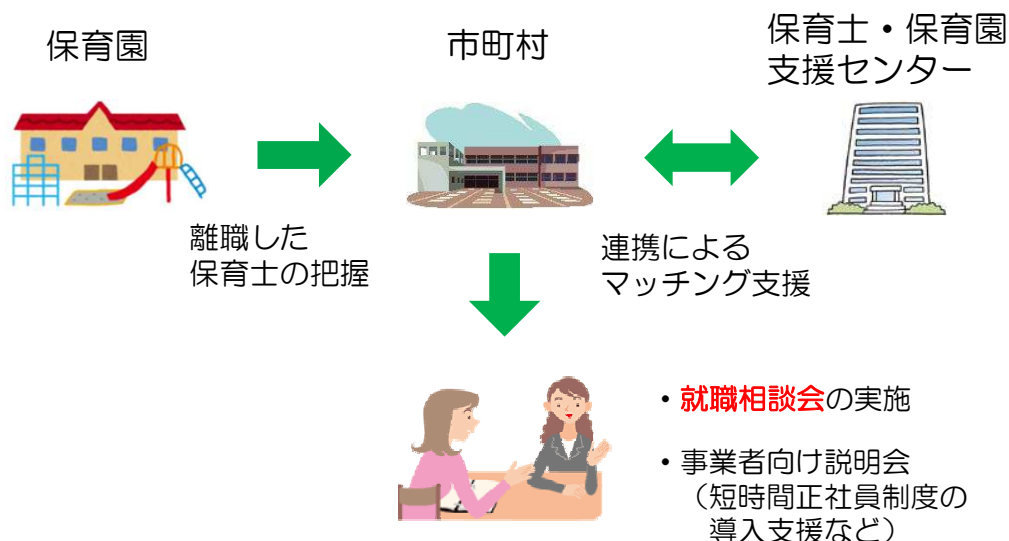 保育園
市町村
保育士・保育園
支援センター
離職した
保育士の把握
連携による
マッチング支援
・就職相談会の実施
・事業者向け説明会
（短時間正社員制度の
導入支援など）